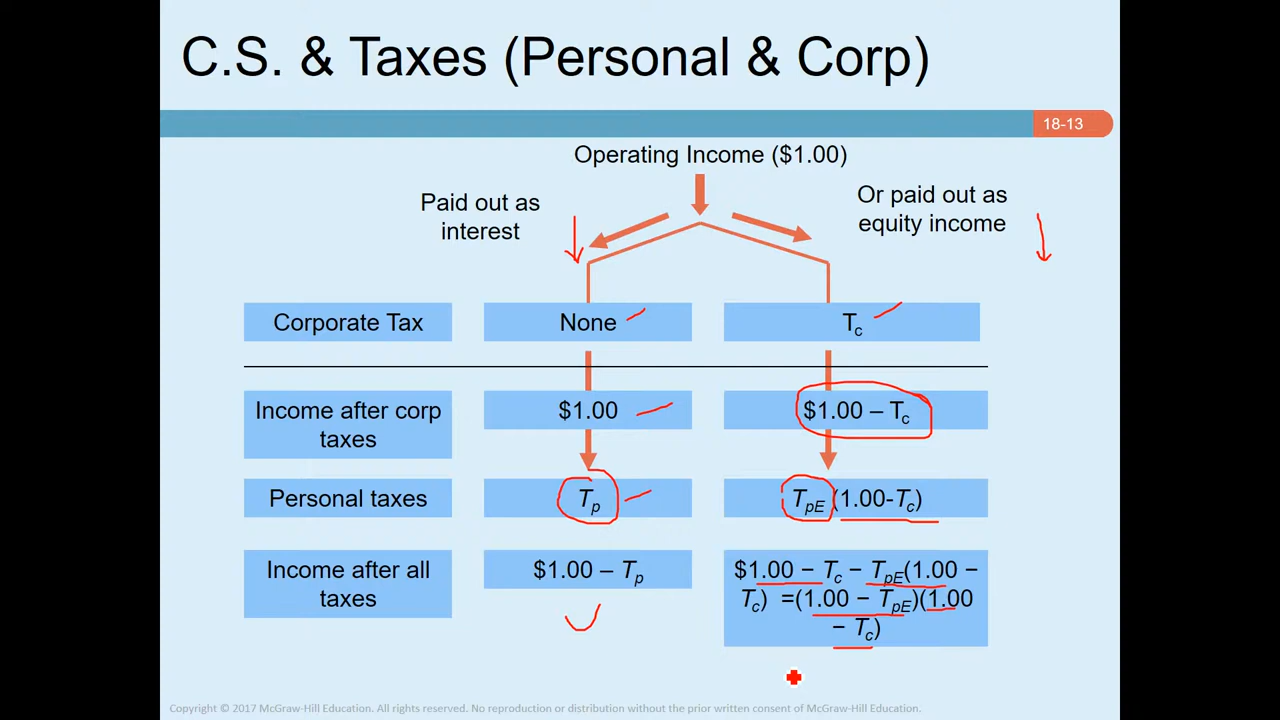 C.S. & Taxes (Personal & Corp)
18-13
Operating Income ($1.00)
Paid out as
interest
Or paid out as
equity income
Corporate Tax
None
Tc
Income after corp
taxes
$1.00
$1.00 – Tc
Personal taxes
Tp
TpE (1.00-Tc)
Income after all
taxes
$1.00 – Tp
$1.00 − Tc − TpE(1.00 −
Tc) =(1.00 − TpE)(1.00
− Tc)
Copyright © 2017 McGraw-Hill Education. No reproduction or distribution without the prior written consent of McGraw-Hill Education.